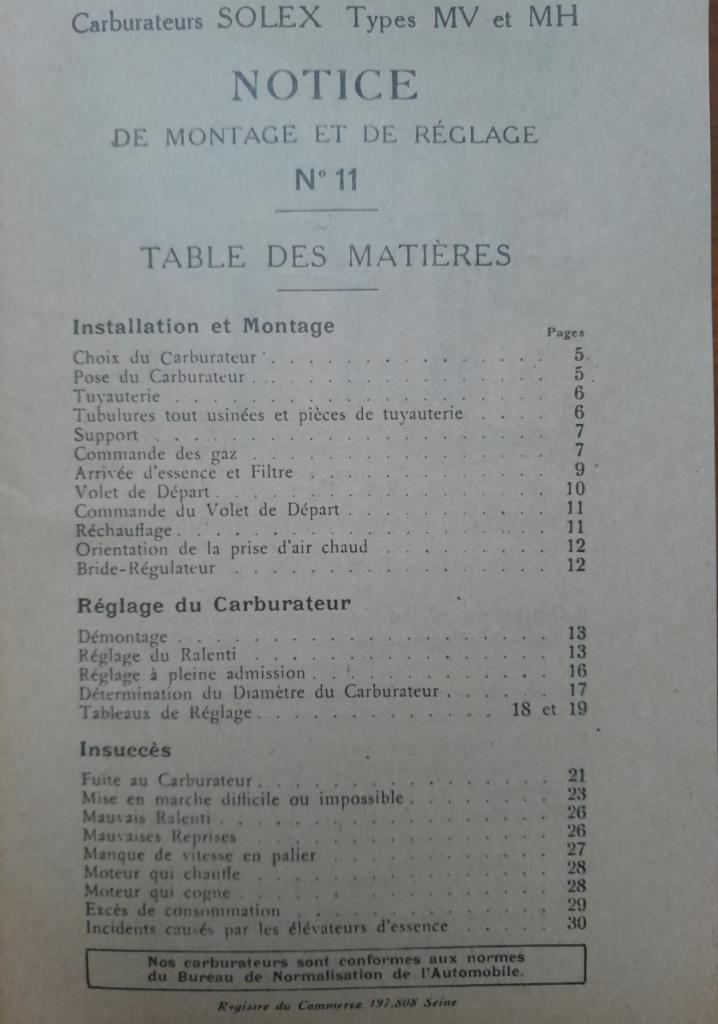 Carburateurs SOLEX Types MV et MH
NOTICE
DE MONTAGE ET DE RÉGLAGE
N° 11
TABLE DES MATIÈRES
Installation et Montage
Pages
Choix du Carburateur . . . . . . . . . . . . . . 5
Pose du Carburateur . . . . . . . . . . . . . . 5
Tuyauterie . . . . . . . . . . . . . . . . . . 6
Tubulures tout usinées et pièces de tuyauterie . . . . 6
Support . . . . . . . . . . . . . . . . . . . 7
Commande des gaz . . . . . . . . . . . . . . . 7
Arrivée d'essence et Filtre . . . . . . . . . . . . 9
Volet de Départ . . . . . . . . . . . . . . . . 10
Commande du Volet de Départ . . . . . . . . . . 11
Réchauflage . . . . . . . . . . . . . . . . . . 11
Orientation de la prise d'air chaud . . . . . . . . . 12
Bride-Régulateur . . . . . . . . . . . . . . . . 12
Réglage du Carburateur
Démontage . . . . . . . . . . . . . . . . . . 13
Réglage du Ralenti . . . . . . . . . . . . . . . 13
Réglage à pleine admission . . . . . . . . . . . . 16
Détermination du Diamètre du Carburateur . . . . . . 17
Tableaux de Réglage . . . . . . . . . . . . 18 et 19
Insuccès
Fuite au Carburateur . . . . . . . . . . . . . . 21
Mise en marche difficile ou impossible . . . . . . . . 23
Mauvais Ralenti . . . . . . . . . . . . . . . . 26
Mauvaises Reprises . . . . . . . . . . . . . . . 26
Manque de vitesse en palier . . . . . . . . . . . 27
Moteur qui chauffe . . . . . . . . . . . . . . . 28
Moteur qui cogne . . . . . . . . . . . . . . . 28
Excès de consommation . . . . . . . . . . . . . 29
Incidents causés par les élévateurs d'essence . . . . . 30
Nos carburateurs sont conformes aux normes
du Bureau de Normalisation de l'Automobile.
Registre du Commerce 197.808 Seine